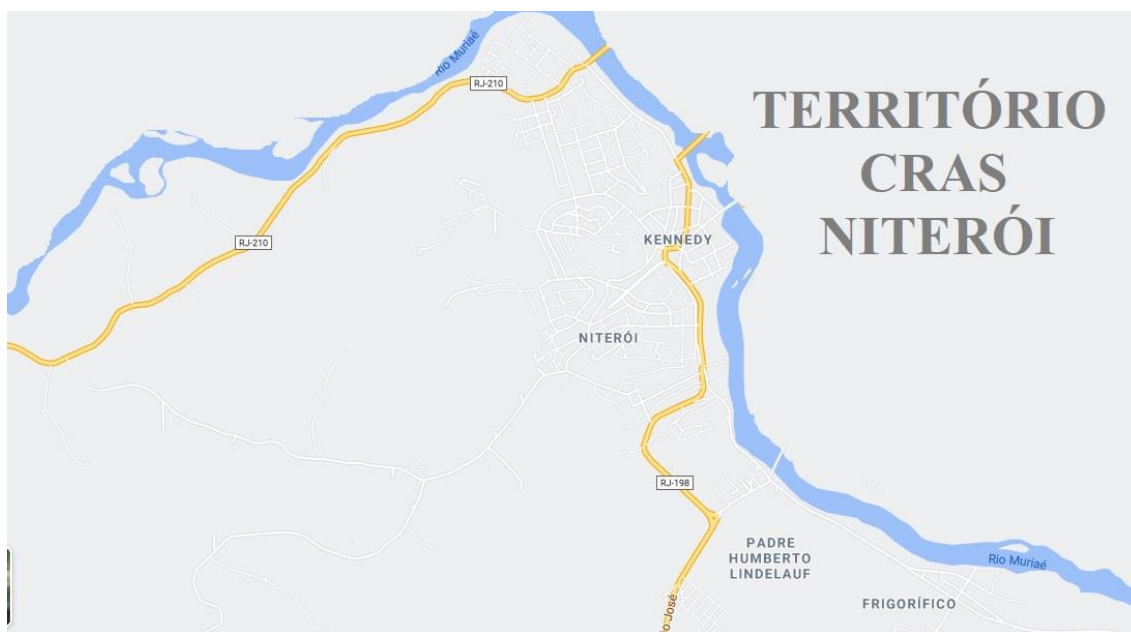 TERRITÓRIO
CRAS
NITERÓI
Rio Muriaé
RJ-210
RJ-210
KENNEDY
NITERÓI
RJ-198
PADRE
HUMBERTO
LINDELAUF
Rio Muriaé
FRIGORÍFICO
José